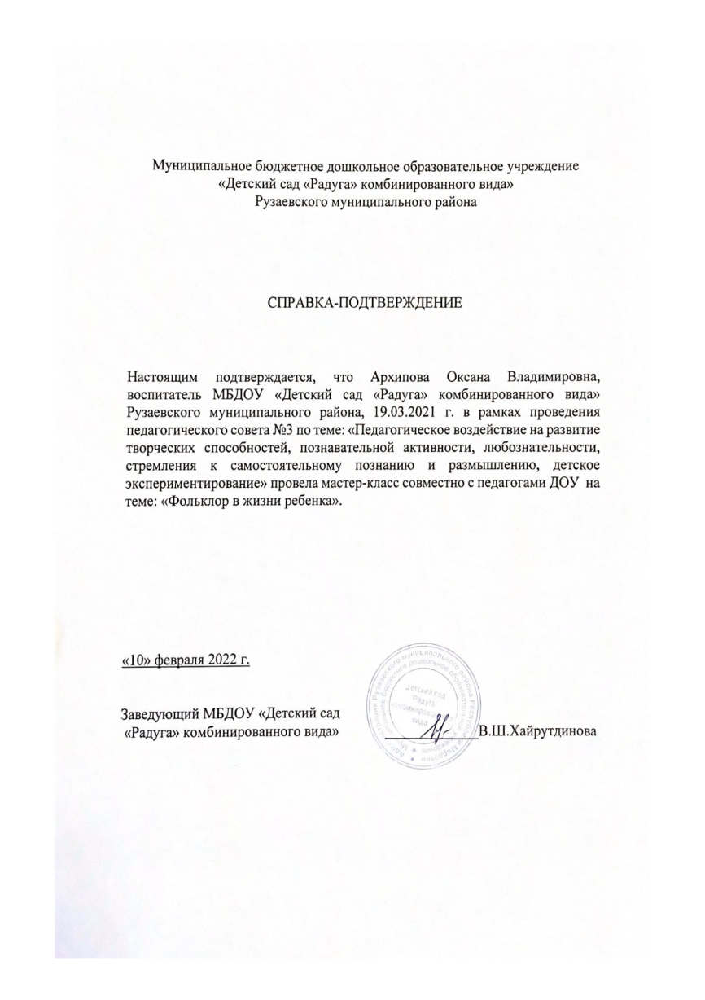 Муниципальное бюджетное дошкольное образовательное учреждение
«Детский сад «Радуга» комбинированного вида»
Рузаевского муниципального района
СПРАВКА-ПОДТВЕРЖДЕНИЕ
Настоящим подтверждается, что Архипова Оксана Владимировна,
воспитатель МБДОУ «Детский сад «Радуга» комбинированного вида»
Рузаевского муниципального района, 19.03.2021 г. в рамках проведения
педагогического совета №3 по теме: «Педагогическое воздействие на развитие
творческих способностей, познавательной активности, любознательности,
стремления к самостоятельному познанию и размышлению, детское
экспериментирование» провела мастер-класс совместно с педагогами ДОУ на
теме: «Фольклор в жизни ребенка».
«10» февраля 2022 г.
Заведующий МБДОУ «Детский сад
«Радуга» комбинированного вида»
В.Ш.Хайрутдинова
детский сад
Радуга
комбинированного
вида